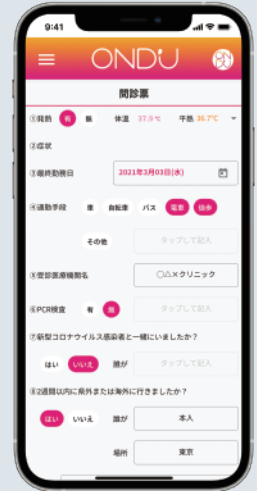 9:41
ONDU
問診票
①発熱 有 無 体温 37.9℃ 平熱 36.7℃
②症状
③最終勤務日 2021年3月03日(水)
④通勤手段 車 自転車 バス 電車 徒歩
その他 タップして記入
⑤受診医療機関名 ○△×クリニック
⑥PCR検査 有 無 タップして記入
⑦新型コロナウイルス感染者と一緒にいましたか?
はい いいえ 誰が タップして記入
⑧2週間以内に県外または海外に行きましたか?
はい いいえ 誰が 本人
場所 東京